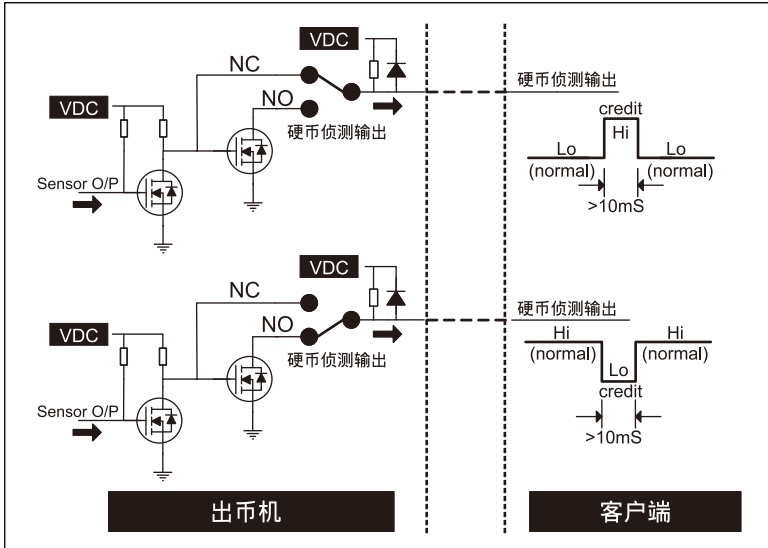 VDC
NC
VDC
NO
硬币侦测输出
Sensor O/P
硬币侦测输出
credit
Hi
Lo
Lo
(normal)
(normal)
>10mS
VDC
NC
VDC
NO
硬币侦测输出
Sensor O/P
硬币侦测输出
Hi
Hi
(normal)
(normal)
Lo
credit
>10mS
出币机
客户端